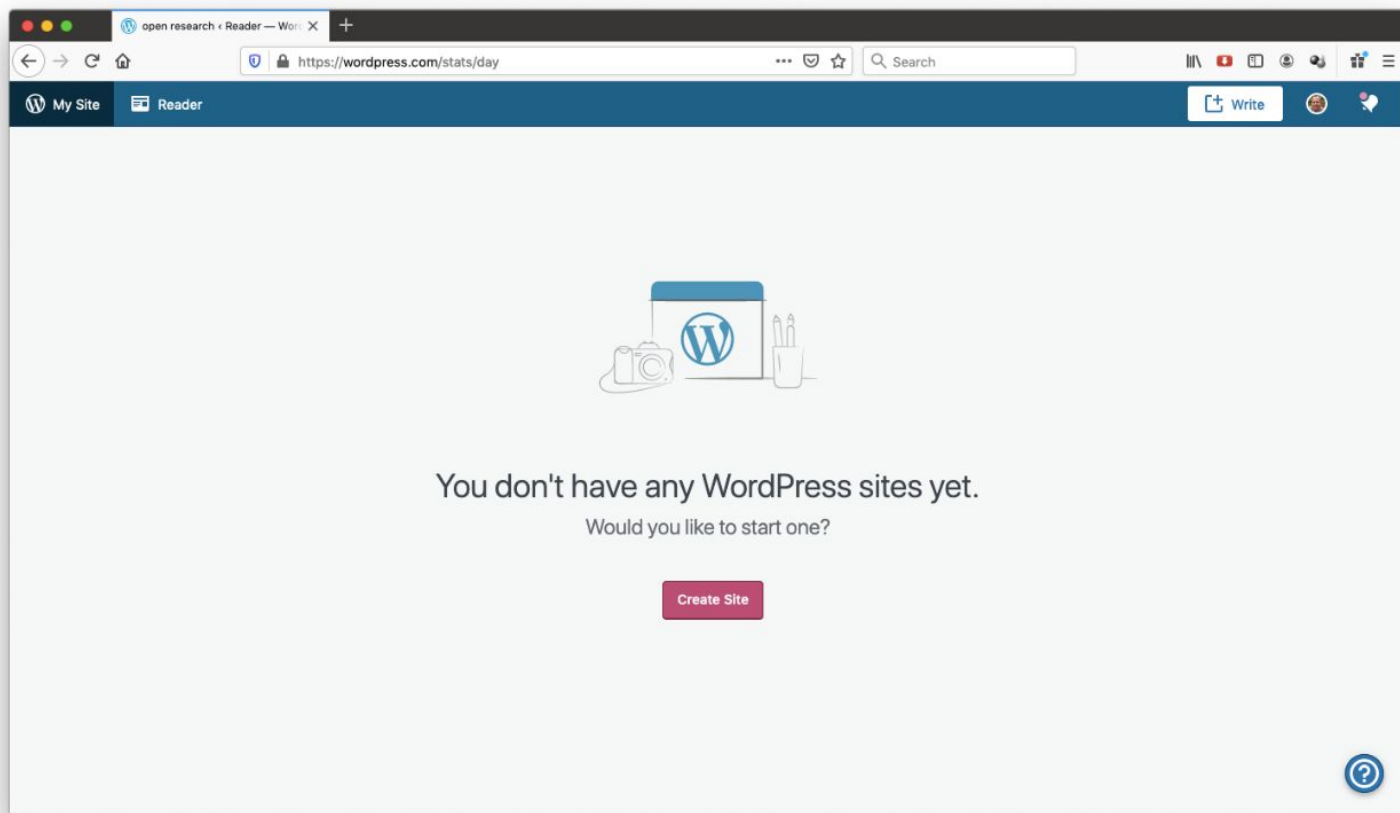 open research ‹ Reader — Wor
https://wordpress.com/stats/day
Search
My Site
Reader
Write
W
You don't have any WordPress sites yet.
Would you like to start one?
Create Site